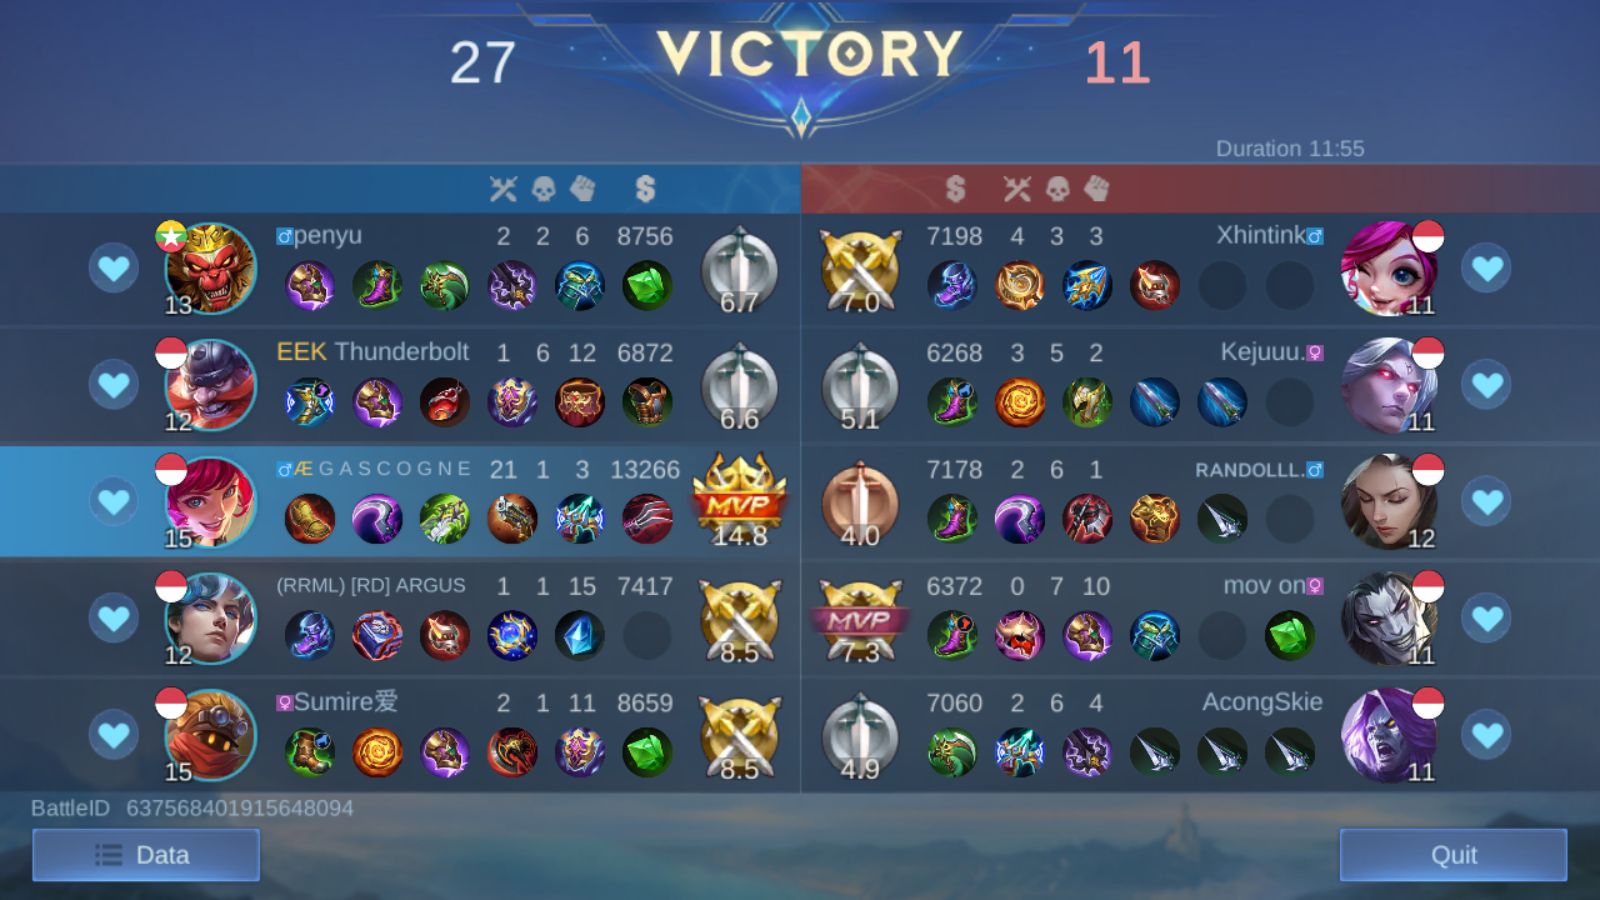 27 VICTORY 11
Duration 11:55
penyu 2 2 6 8756
13 6.7
7198 4 3 3 Xhintink
7.0 11
EEK Thunderbolt 1 6 12 6872
12 6.6
6268 3 5 2 Kejuuu.
5.1 11
Æ G A S C O G N E 21 1 3 13266
MVP
15 14.8
7178 2 6 1 RANDOLLL.
4.0 12
(RRML) [RD] ARGUS 1 1 15 7417
12 8.5
6372 0 7 10 mov on
MVP
7.3 11
Sumire爱 2 1 11 8659
15 8.5
7060 2 6 4 AcongSkie
4.9 11
BattleID 637568401915648094
Data
Quit